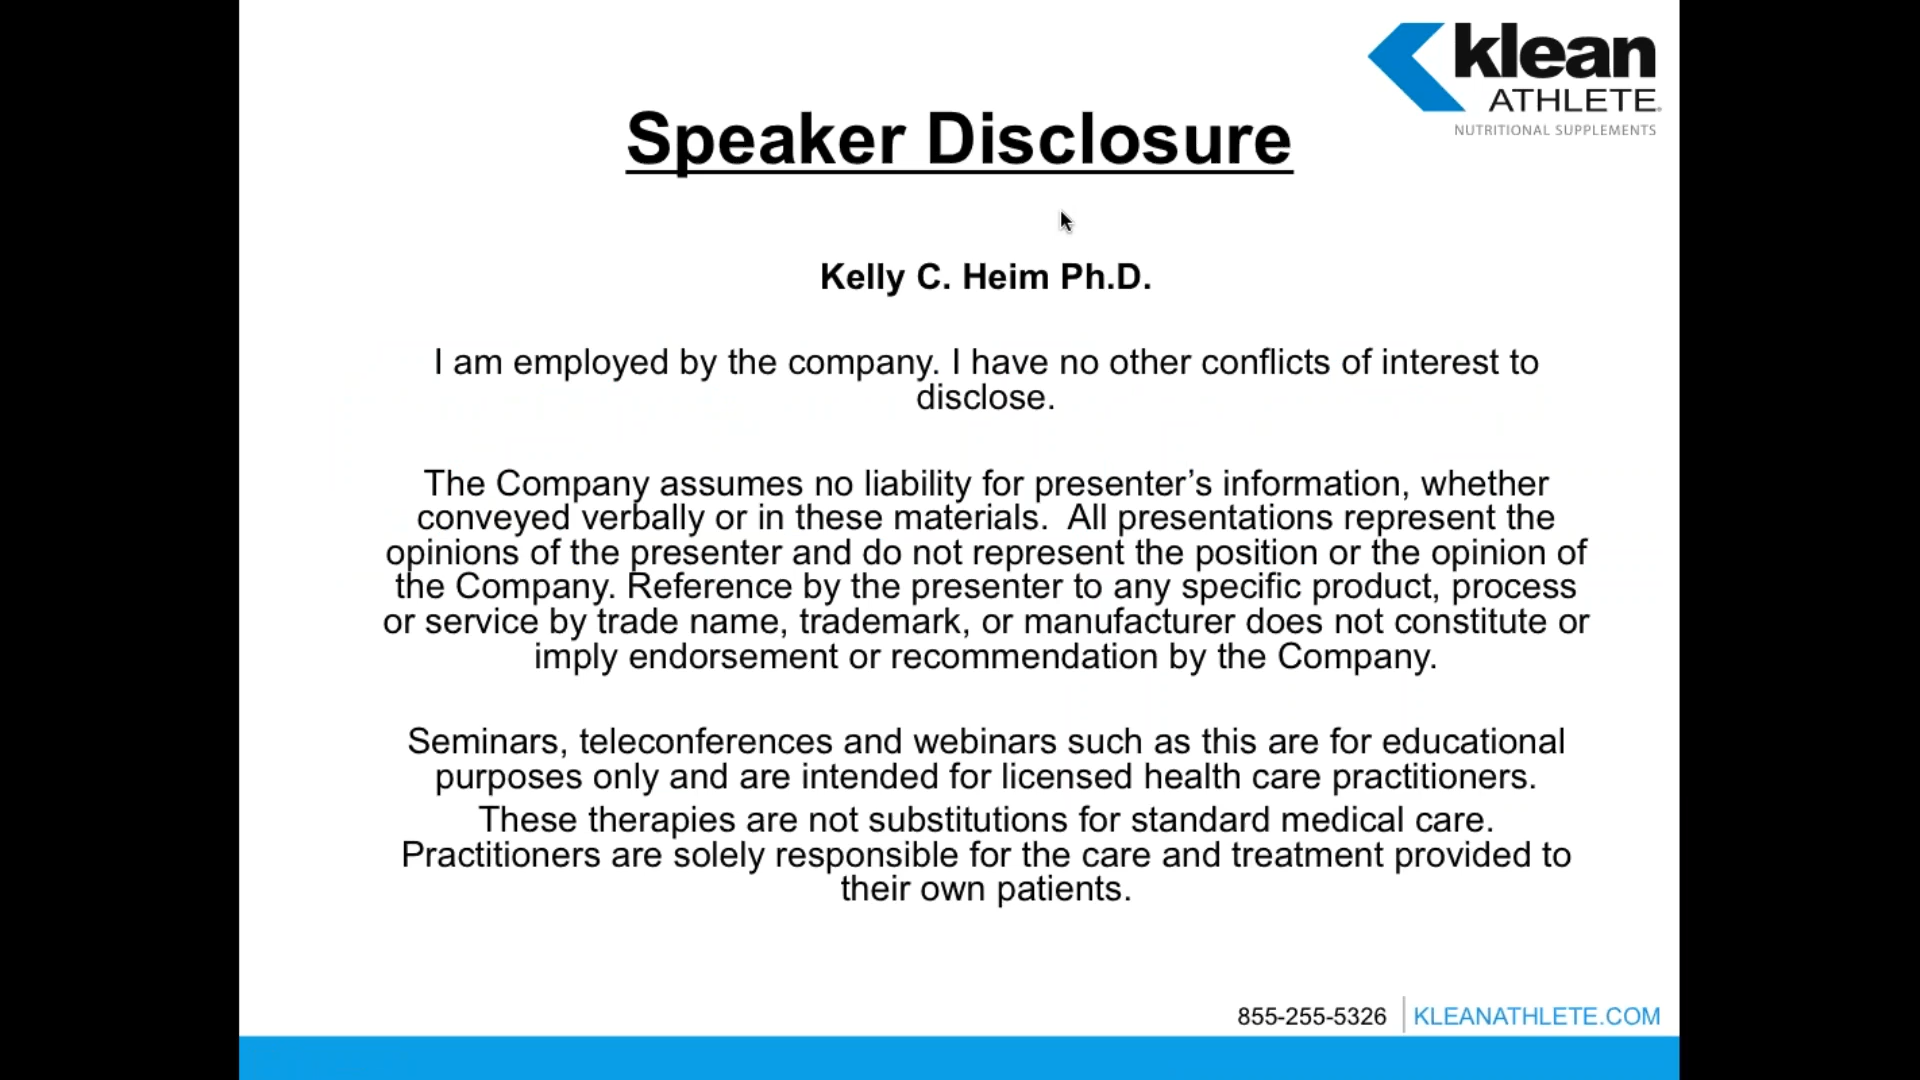 klean
ATHLETE®
NUTRITIONAL SUPPLEMENTS
Speaker Disclosure
Kelly C. Heim Ph.D.
I am employed by the company. I have no other conflicts of interest to
disclose.
The Company assumes no liability for presenter’s information, whether
conveyed verbally or in these materials.  All presentations represent the
opinions of the presenter and do not represent the position or the opinion of
the Company. Reference by the presenter to any specific product, process
or service by trade name, trademark, or manufacturer does not constitute or
imply endorsement or recommendation by the Company.
Seminars, teleconferences and webinars such as this are for educational
purposes only and are intended for licensed health care practitioners.
These therapies are not substitutions for standard medical care.
Practitioners are solely responsible for the care and treatment provided to
their own patients.
855-255-5326 | KLEANATHLETE.COM